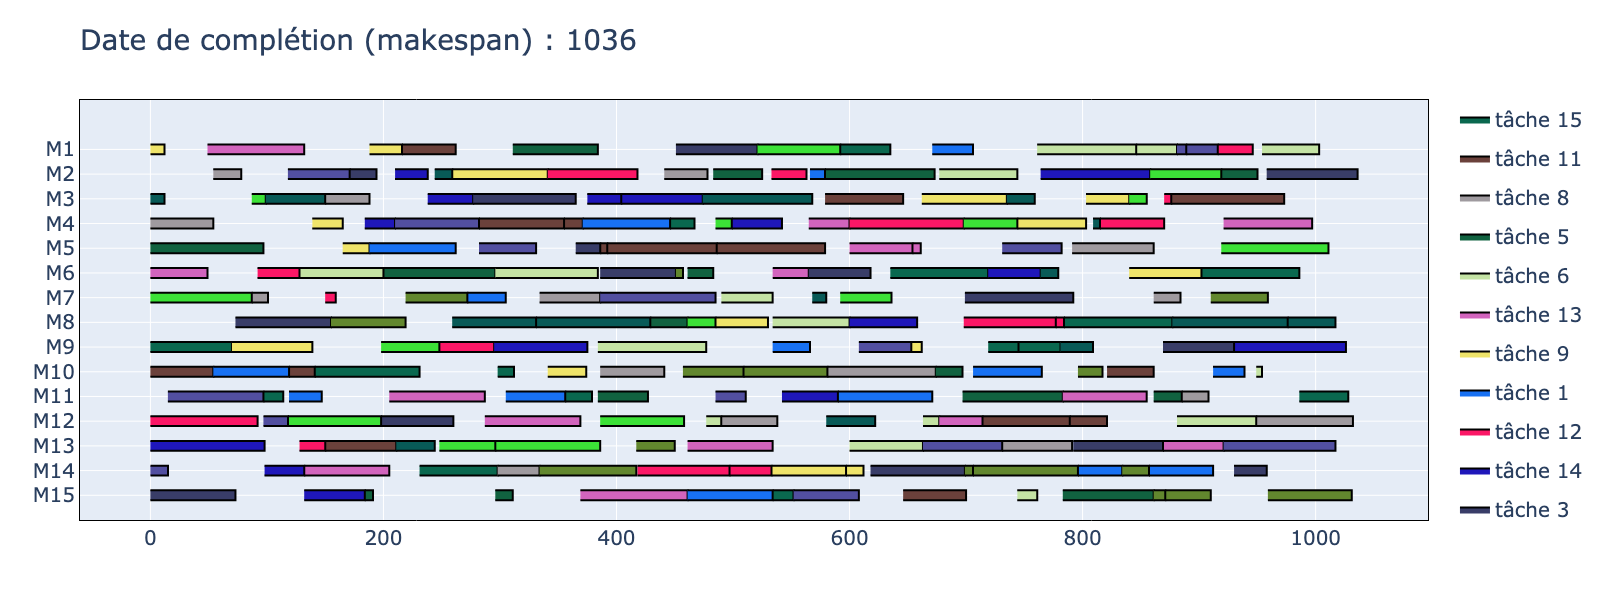 Date de complétion (makespan) : 1036
M1
M2
M3
M4
M5
M6
M7
M8
M9
M10
M11
M12
M13
M14
M15
0 200 400 600 800 1000
tâche 15
tâche 11
tâche 8
tâche 5
tâche 6
tâche 13
tâche 9
tâche 1
tâche 12
tâche 14
tâche 3